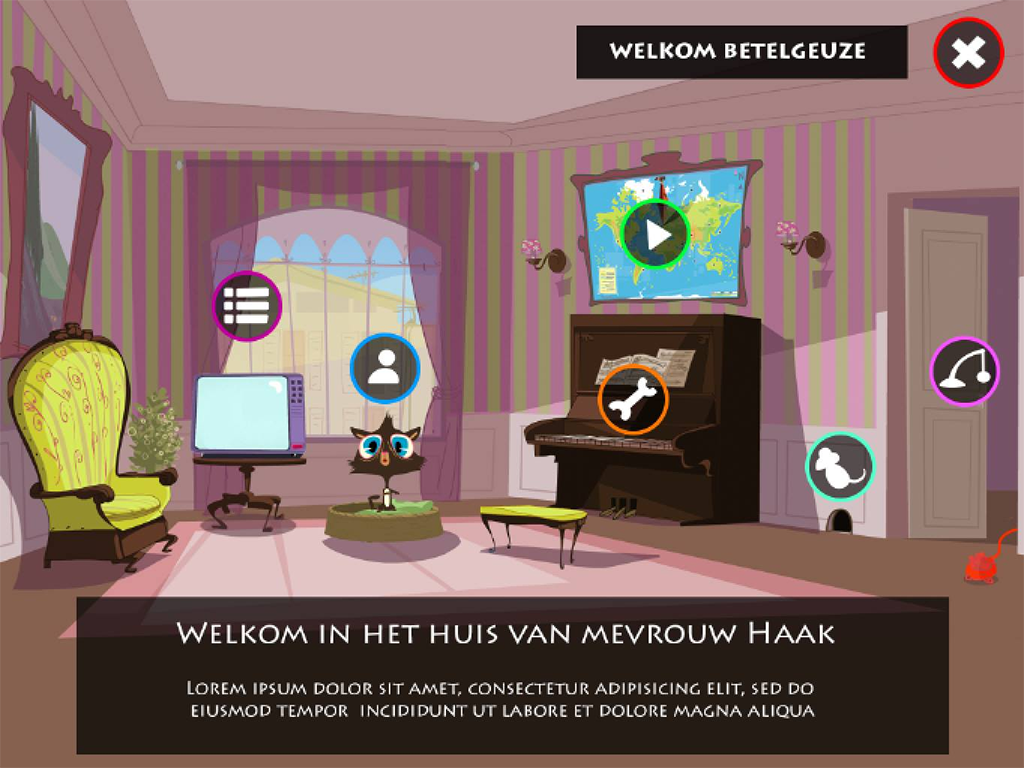 WELKOM BETELGEUZE
WELKOM IN HET HUIS VAN MEVROUW HAAK
LOREM IPSUM DOLOR SIT AMET, CONSECTETUR ADIPISICING ELIT, SED DO
EIUSMOD TEMPOR INCIDIDUNT UT LABORE ET DOLORE MAGNA ALIQUA